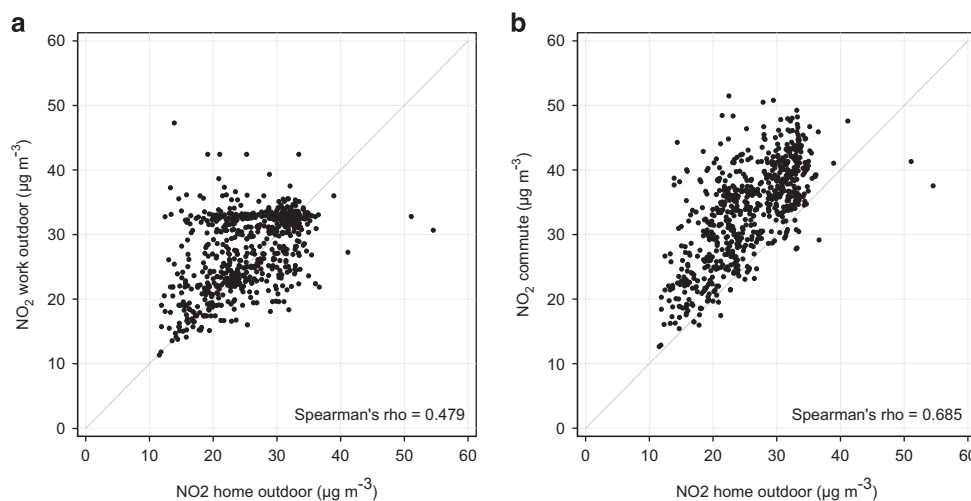 a
60
50
40
30
20
10
0
NO₂ work outdoor (µg m⁻³)
Spearman's rho = 0.479
0 10 20 30 40 50 60
NO2 home outdoor (µg m⁻³)
b
60
50
40
30
20
10
0
NO₂ commute (µg m⁻³)
Spearman's rho = 0.685
0 10 20 30 40 50 60
NO2 home outdoor (µg m⁻³)